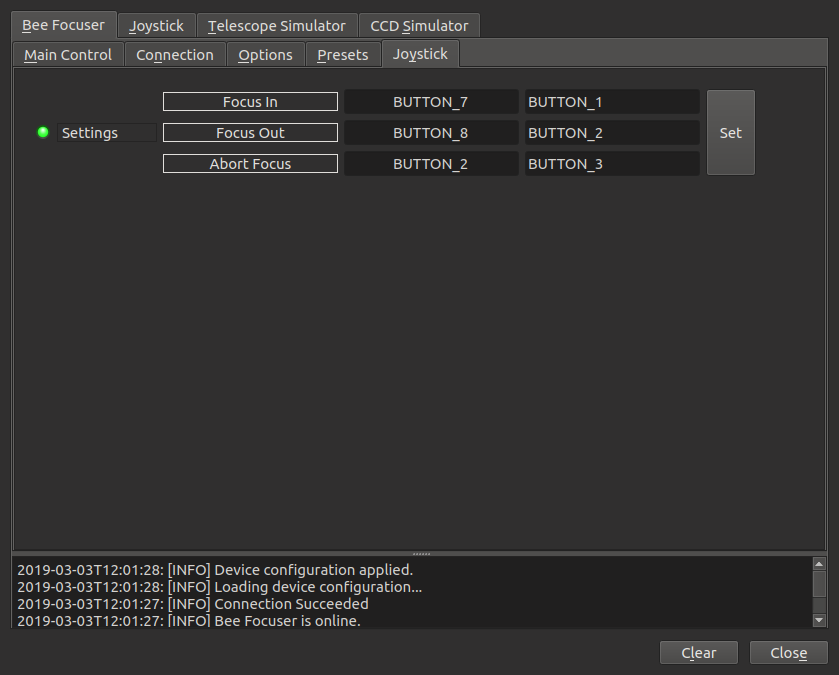 Bee Focuser Joystick Telescope Simulator CCD Simulator
Main Control Connection Options Presets Joystick
Focus In BUTTON_7 BUTTON_1
Settings Focus Out BUTTON_8 BUTTON_2 Set
Abort Focus BUTTON_2 BUTTON_3
2019-03-03T12:01:28: [INFO] Device configuration applied.
2019-03-03T12:01:28: [INFO] Loading device configuration...
2019-03-03T12:01:27: [INFO] Connection Succeeded
2019-03-03T12:01:27: [INFO] Bee Focuser is online.
Clear Close